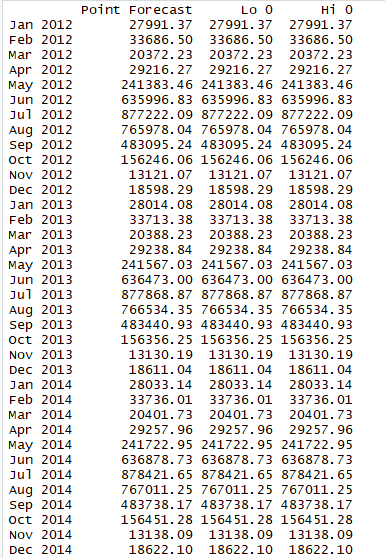 Point Forecast Lo 0 Hi 0
Jan 2012 27991.37 27991.37 27991.37
Feb 2012 33686.50 33686.50 33686.50
Mar 2012 20372.23 20372.23 20372.23
Apr 2012 29216.27 29216.27 29216.27
May 2012 241383.46 241383.46 241383.46
Jun 2012 635996.83 635996.83 635996.83
Jul 2012 877222.09 877222.09 877222.09
Aug 2012 765978.04 765978.04 765978.04
Sep 2012 483095.24 483095.24 483095.24
Oct 2012 156246.06 156246.06 156246.06
Nov 2012 13121.07 13121.07 13121.07
Dec 2012 18598.29 18598.29 18598.29
Jan 2013 28014.08 28014.08 28014.08
Feb 2013 33713.38 33713.38 33713.38
Mar 2013 20388.23 20388.23 20388.23
Apr 2013 29238.84 29238.84 29238.84
May 2013 241567.03 241567.03 241567.03
Jun 2013 636473.00 636473.00 636473.00
Jul 2013 877868.87 877868.87 877868.87
Aug 2013 766534.35 766534.35 766534.35
Sep 2013 483440.93 483440.93 483440.93
Oct 2013 156356.25 156356.25 156356.25
Nov 2013 13130.19 13130.19 13130.19
Dec 2013 18611.04 18611.04 18611.04
Jan 2014 28033.14 28033.14 28033.14
Feb 2014 33736.01 33736.01 33736.01
Mar 2014 20401.73 20401.73 20401.73
Apr 2014 29257.96 29257.96 29257.96
May 2014 241722.95 241722.95 241722.95
Jun 2014 636878.73 636878.73 636878.73
Jul 2014 878421.65 878421.65 878421.65
Aug 2014 767011.25 767011.25 767011.25
Sep 2014 483738.17 483738.17 483738.17
Oct 2014 156451.28 156451.28 156451.28
Nov 2014 13138.09 13138.09 13138.09
Dec 2014 18622.10 18622.10 18622.10